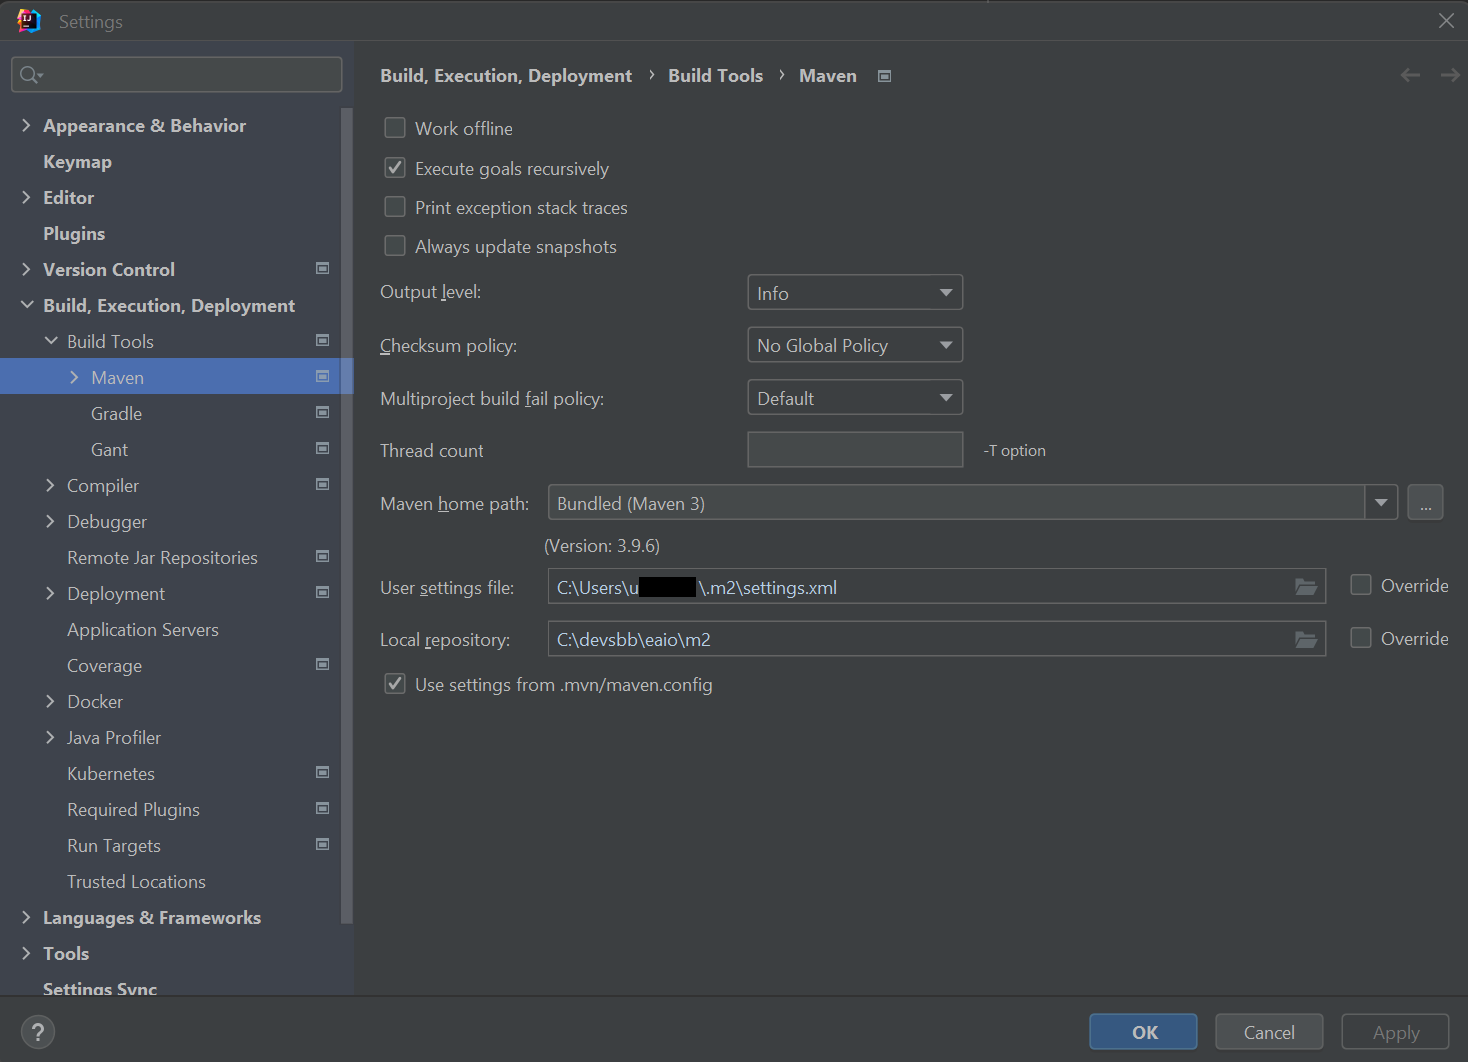 Settings
Build, Execution, Deployment › Build Tools › Maven
Appearance & Behavior
Keymap
Editor
Plugins
Version Control
Build, Execution, Deployment
Build Tools
Maven
Gradle
Gant
Compiler
Debugger
Remote Jar Repositories
Deployment
Application Servers
Coverage
Docker
Java Profiler
Kubernetes
Required Plugins
Run Targets
Trusted Locations
Languages & Frameworks
Tools
Settings Sync
Work offline
Execute goals recursively
Print exception stack traces
Always update snapshots
Output level: Info
Checksum policy: No Global Policy
Multiproject build fail policy: Default
Thread count -T option
Maven home path: Bundled (Maven 3) ...
(Version: 3.9.6)
User settings file: C:\Users\u \.m2\settings.xml Override
Local repository: C:\devsbb\eaio\m2 Override
Use settings from .mvn/maven.config
? OK Cancel Apply